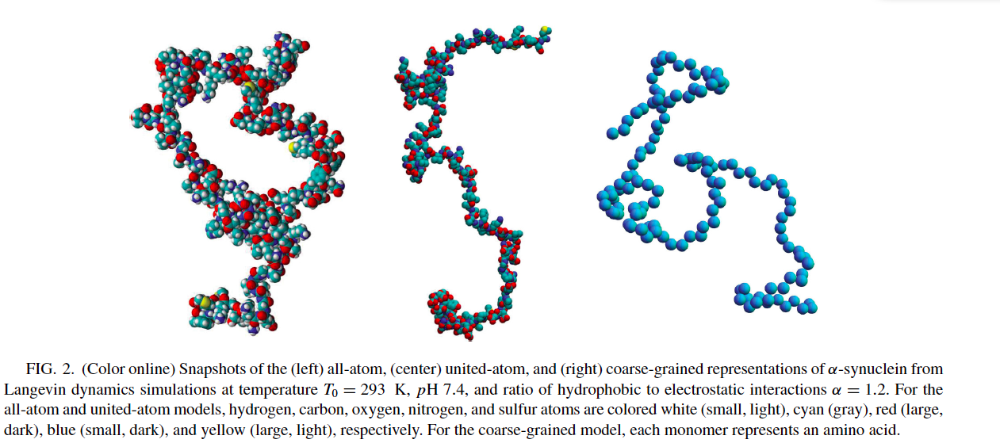 FIG. 2. (Color online) Snapshots of the (left) all-atom, (center) united-atom, and (right) coarse-grained representations of α-synuclein from
Langevin dynamics simulations at temperature T₀ = 293 K, pH 7.4, and ratio of hydrophobic to electrostatic interactions α = 1.2. For the
all-atom and united-atom models, hydrogen, carbon, oxygen, nitrogen, and sulfur atoms are colored white (small, light), cyan (gray), red (large,
dark), blue (small, dark), and yellow (large, light), respectively. For the coarse-grained model, each monomer represents an amino acid.